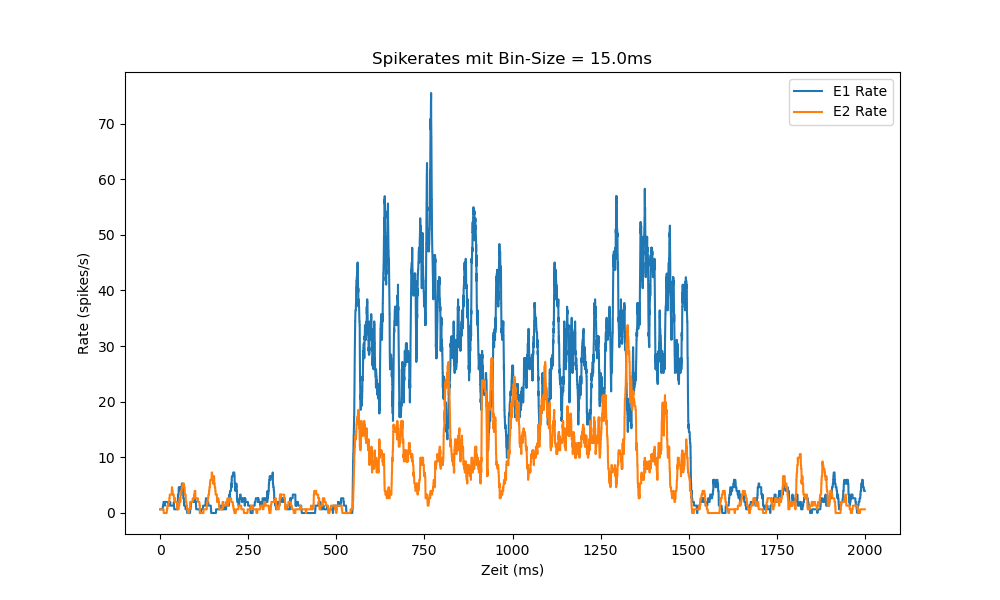 Spikerates mit Bin-Size = 15.0ms
E1 Rate
E2 Rate
Rate (spikes/s)
70
60
50
40
30
20
10
0
0 250 500 750 1000 1250 1500 1750 2000
Zeit (ms)